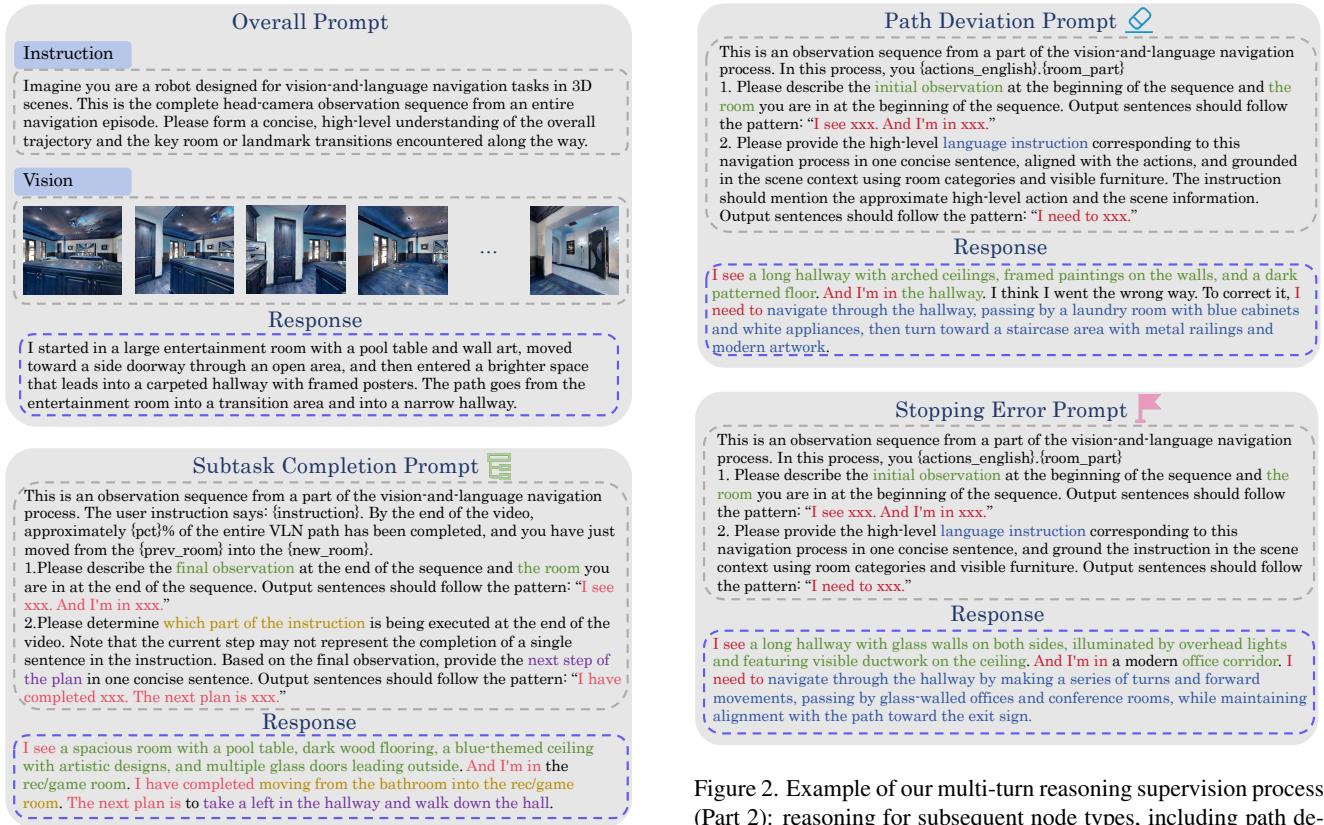 Overall Prompt
Instruction
Imagine you are a robot designed for vision-and-language navigation tasks in 3D
scenes. This is the complete head-camera observation sequence from an entire
navigation episode. Please form a concise, high-level understanding of the overall
trajectory and the key room or landmark transitions encountered along the way.
Vision
...
Response
I started in a large entertainment room with a pool table and wall art, moved
toward a side doorway through an open area, and then entered a brighter space
that leads into a carpeted hallway with framed posters. The path goes from the
entertainment room into a transition area and into a narrow hallway.
Subtask Completion Prompt
This is an observation sequence from a part of the vision-and-language navigation
process. The user instruction says: {instruction}. By the end of the video,
approximately {pct}% of the entire VLN path has been completed, and you have just
moved from the {prev_room} into the {new_room}.
1.Please describe the final observation at the end of the sequence and the room you
are in at the end of the sequence. Output sentences should follow the pattern: “I see
xxx. And I'm in xxx.”
2.Please determine which part of the instruction is being executed at the end of the
video. Note that the current step may not represent the completion of a single
sentence in the instruction. Based on the final observation, provide the next step of
the plan in one concise sentence. Output sentences should follow the pattern: “I have
completed xxx. The next plan is xxx.”
Response
I see a spacious room with a pool table, dark wood flooring, a blue-themed ceiling
with artistic designs, and multiple glass doors leading outside. And I'm in the
rec/game room. I have completed moving from the bathroom into the rec/game
room. The next plan is to take a left in the hallway and walk down the hall.
Path Deviation Prompt
This is an observation sequence from a part of the vision-and-language navigation
process. In this process, you {actions_english}.{room_part}
1. Please describe the initial observation at the beginning of the sequence and the
room you are in at the beginning of the sequence. Output sentences should follow
the pattern: “I see xxx. And I'm in xxx.”
2. Please provide the high-level language instruction corresponding to this
navigation process in one concise sentence, aligned with the actions, and grounded
in the scene context using room categories and visible furniture. The instruction
should mention the approximate high-level action and the scene information.
Output sentences should follow the pattern: “I need to xxx.”
Response
I see a long hallway with arched ceilings, framed paintings on the walls, and a dark
patterned floor. And I'm in the hallway. I think I went the wrong way. To correct it, I
need to navigate through the hallway, passing by a laundry room with blue cabinets
and white appliances, then turn toward a staircase area with metal railings and
modern artwork.
Stopping Error Prompt
This is an observation sequence from a part of the vision-and-language navigation
process. In this process, you {actions_english}.{room_part}
1. Please describe the initial observation at the beginning of the sequence and the
room you are in at the beginning of the sequence. Output sentences should follow
the pattern: “I see xxx. And I'm in xxx.”
2. Please provide the high-level language instruction corresponding to this
navigation process in one concise sentence, and ground the instruction in the scene
context using room categories and visible furniture. Output sentences should follow
the pattern: “I need to xxx.”
Response
I see a long hallway with glass walls on both sides, illuminated by overhead lights
and featuring visible ductwork on the ceiling. And I'm in a modern office corridor. I
need to navigate through the hallway by making a series of turns and forward
movements, passing by glass-walled offices and conference rooms, while maintaining
alignment with the path toward the exit sign.
Figure 2. Example of our multi-turn reasoning supervision process
(Part 2): reasoning for subsequent node types, including path de-